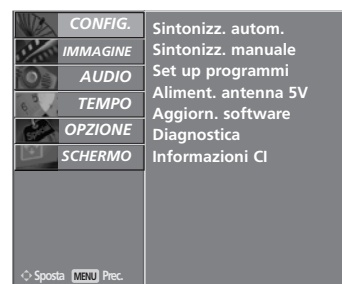 CONFIG.
IMMAGINE
AUDIO
TEMPO
OPZIONE
SCHERMO
Sintonizz. autom.
Sintonizz. manuale
Set up programmi
Aliment. antenna 5V
Aggiorn. software
Diagnostica
Informazioni CI
Sposta MENU Prec.